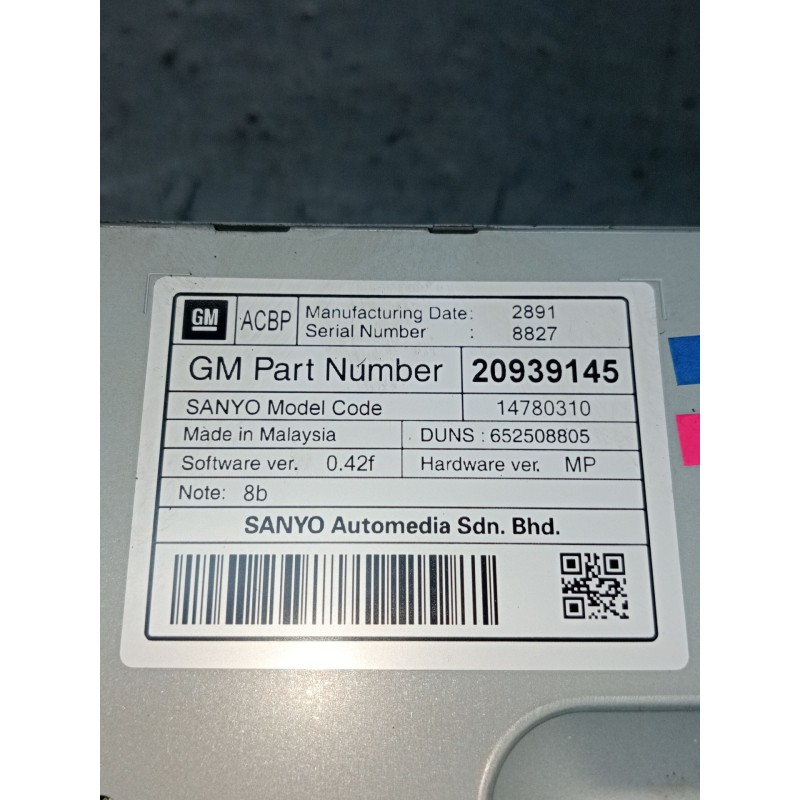 GM ACBP Manufacturing Date: 2891
Serial Number : 8827
GM Part Number 20939145
SANYO Model Code 14780310
Made in Malaysia DUNS : 652508805
Software ver. 0.42f Hardware ver. MP
Note: 8b
SANYO Automedia Sdn. Bhd.